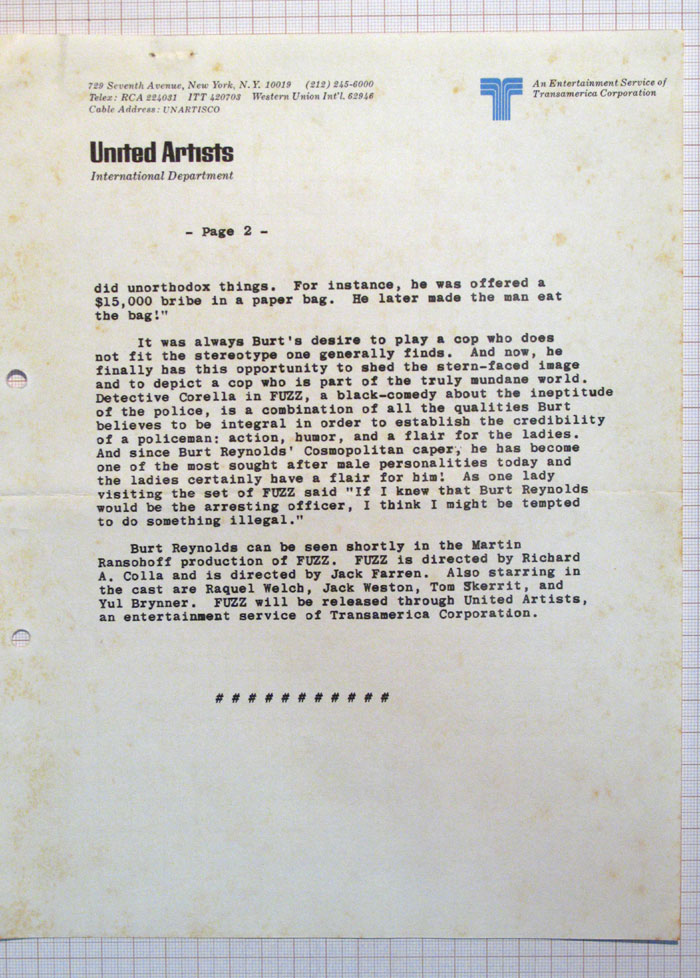 729 Seventh Avenue, New York, N.Y. 10019 (212) 245-6000
Telex: RCA 224031 ITT 420703 Western Union Int'l. 62946
Cable Address: UNARTISCO
An Entertainment Service of
Transamerica Corporation
United Artists
International Department
- Page 2 -
did unorthodox things. For instance, he was offered a
$15,000 bribe in a paper bag. He later made the man eat
the bag!"
It was always Burt's desire to play a cop who does
not fit the stereotype one generally finds. And now, he
finally has this opportunity to shed the stern-faced image
and to depict a cop who is part of the truly mundane world.
Detective Corella in FUZZ, a black-comedy about the ineptitude
of the police, is a combination of all the qualities Burt
believes to be integral in order to establish the credibility
of a policeman: action, humor, and a flair for the ladies.
And since Burt Reynolds' Cosmopolitan caper, he has become
one of the most sought after male personalities today and
the ladies certainly have a flair for him! As one lady
visiting the set of FUZZ said "If I knew that Burt Reynolds
would be the arresting officer, I think I might be tempted
to do something illegal."
Burt Reynolds can be seen shortly in the Martin
Ransohoff production of FUZZ. FUZZ is directed by Richard
A. Colla and is directed by Jack Farren. Also starring in
the cast are Raquel Welch, Jack Weston, Tom Skerrit, and
Yul Brynner. FUZZ will be released through United Artists,
an entertainment service of Transamerica Corporation.
# # # # # # # # # # #